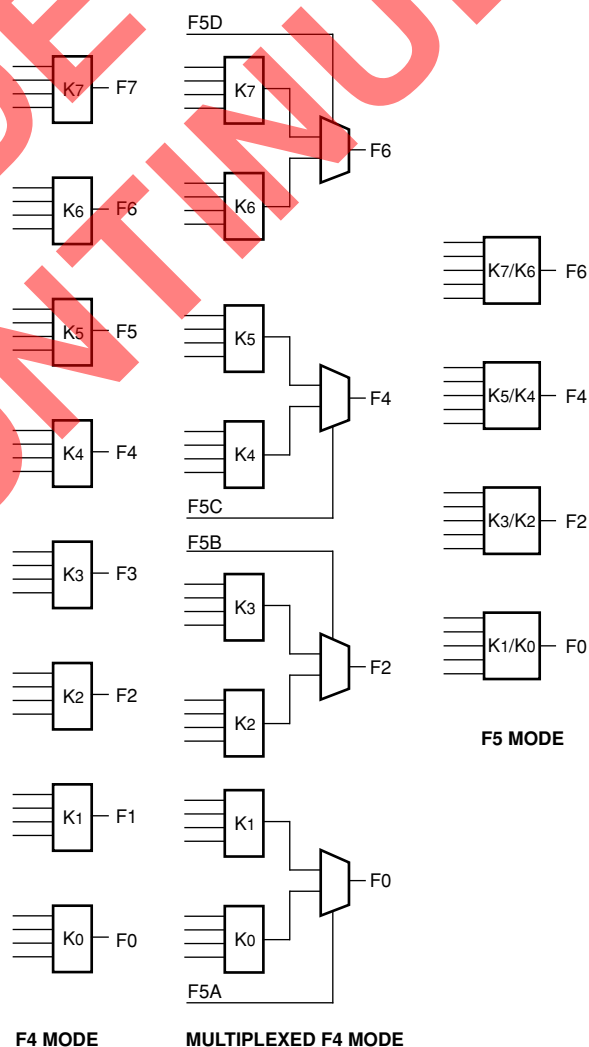 F5D
K7 F7
K7
F6
K6 F6
K6
K7/K6 F6
K5 F5
K5
F4
K4 F4
K4
K5/K4 F4
F5C
F5B
K3 F3
K3
F2
K2 F2
K2
K3/K2 F2
K1/K0 F0
F5 MODE
K1 F1
K1
F0
K0 F0
K0
F5A
F4 MODE
MULTIPLEXED F4 MODE